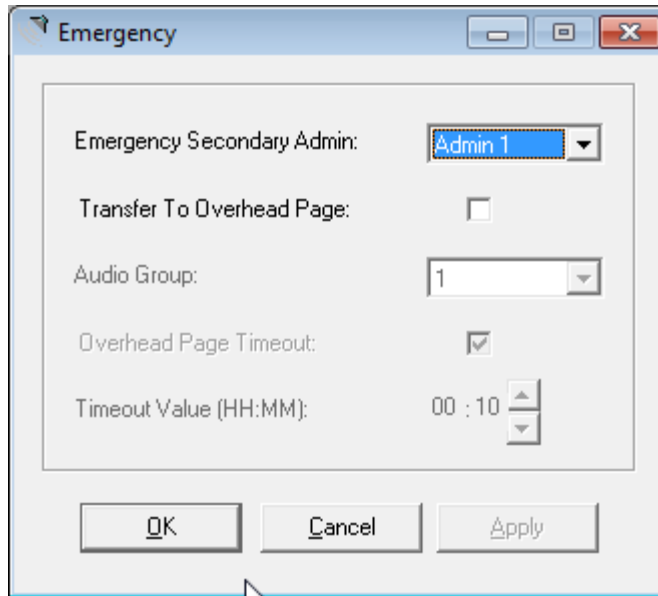 Emergency
Emergency Secondary Admin: Admin 1
Transfer To Overhead Page:
Audio Group: 1
Overhead Page Timeout:
Timeout Value (HH:MM): 00 : 10
OK Cancel Apply